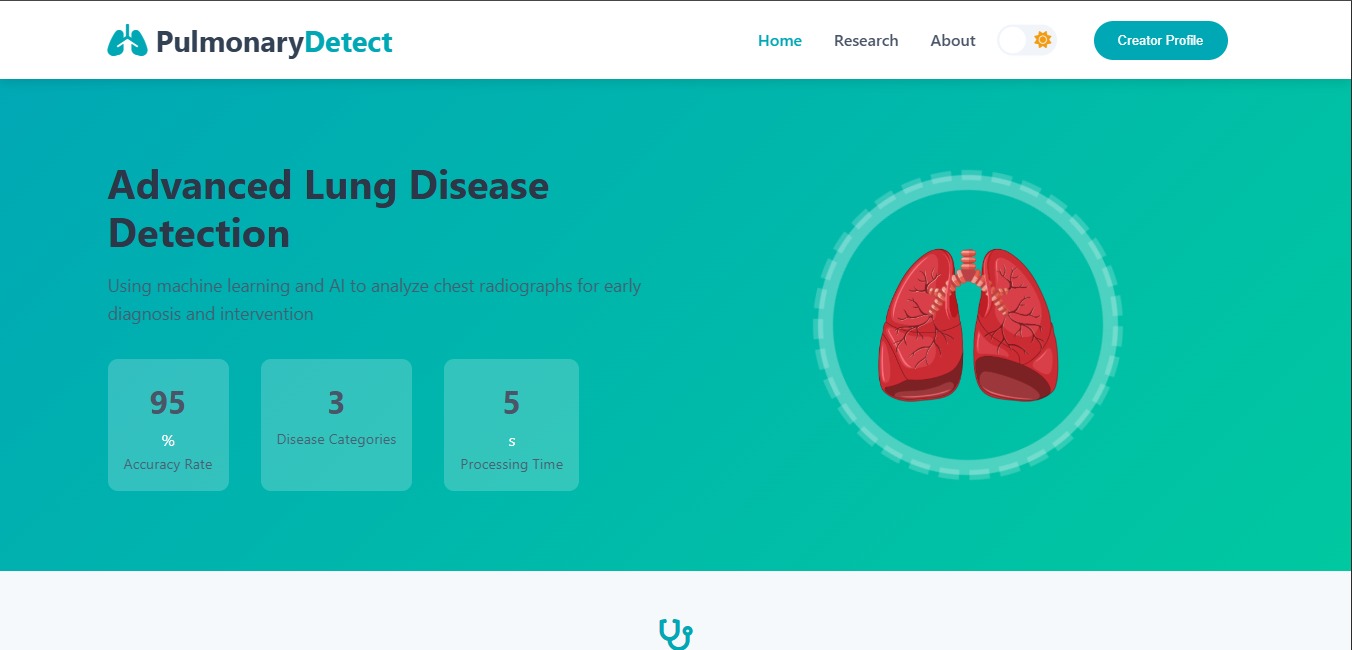 PulmonaryDetect
Home Research About Creator Profile
Advanced Lung Disease
Detection
Using machine learning and AI to analyze chest radiographs for early
diagnosis and intervention
95
%
Accuracy Rate
3
Disease Categories
5
s
Processing Time